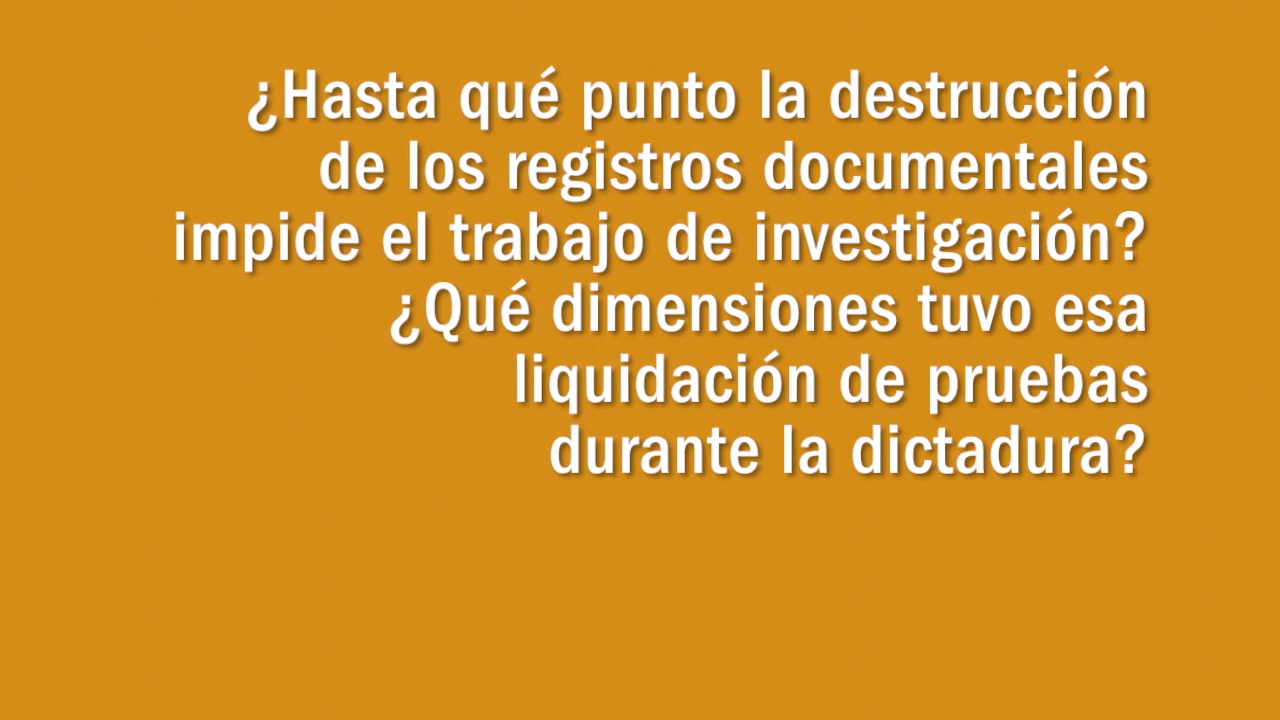 ¿Hasta qué punto la destrucción
de los registros documentales
impide el trabajo de investigación?
¿Qué dimensiones tuvo esa
liquidación de pruebas
durante la dictadura?